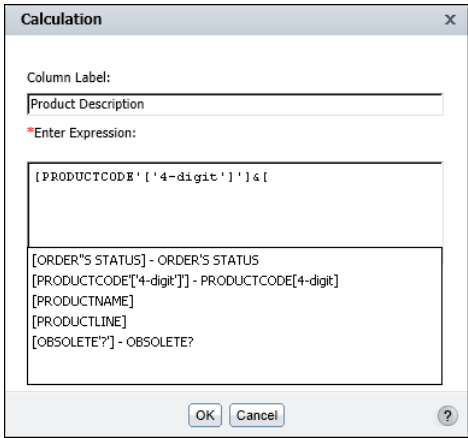 Calculation
X
Column Label:
Product Description
*Enter Expression:
[PRODUCTCODE'['4-digit']']&[
[ORDER''S STATUS] - ORDER'S STATUS
[PRODUCTCODE'['4-digit']'] - PRODUCTCODE[4-digit]
[PRODUCTNAME]
[PRODUCTLINE]
[OBSOLETE'?'] - OBSOLETE?
OK Cancel ?